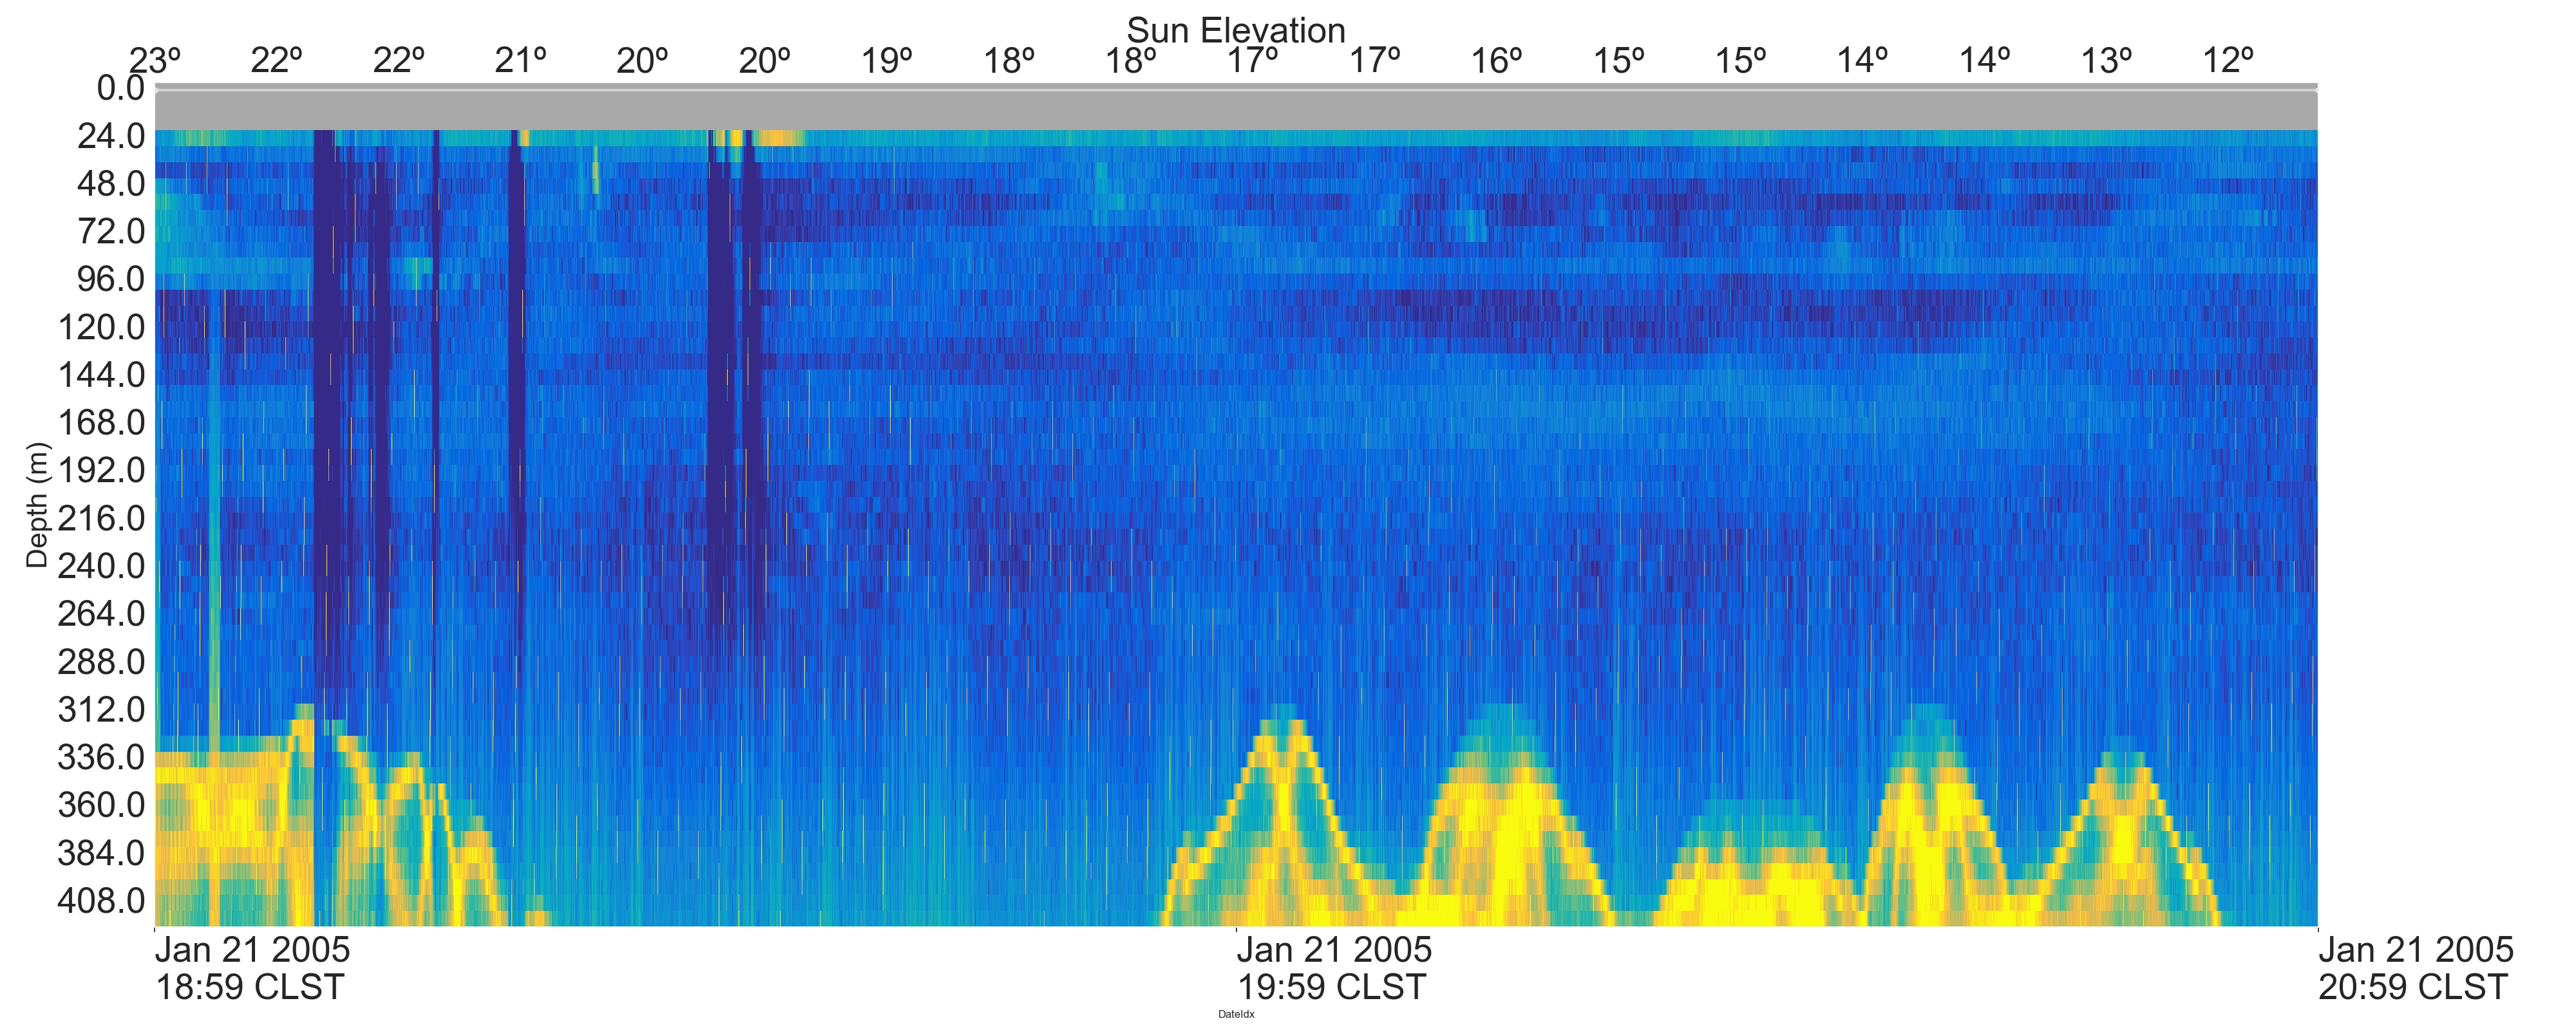 Sun Elevation
23º 22º 22º 21º 20º 20º 19º 18º 18º 17º 17º 16º 15º 15º 14º 14º 13º 12º
0.0
24.0
48.0
72.0
96.0
120.0
144.0
168.0
192.0
216.0
240.0
264.0
288.0
312.0
336.0
360.0
384.0
408.0
Depth (m)
Jan 21 2005
18:59 CLST
Jan 21 2005
19:59 CLST
Jan 21 2005
20:59 CLST
DateIdx